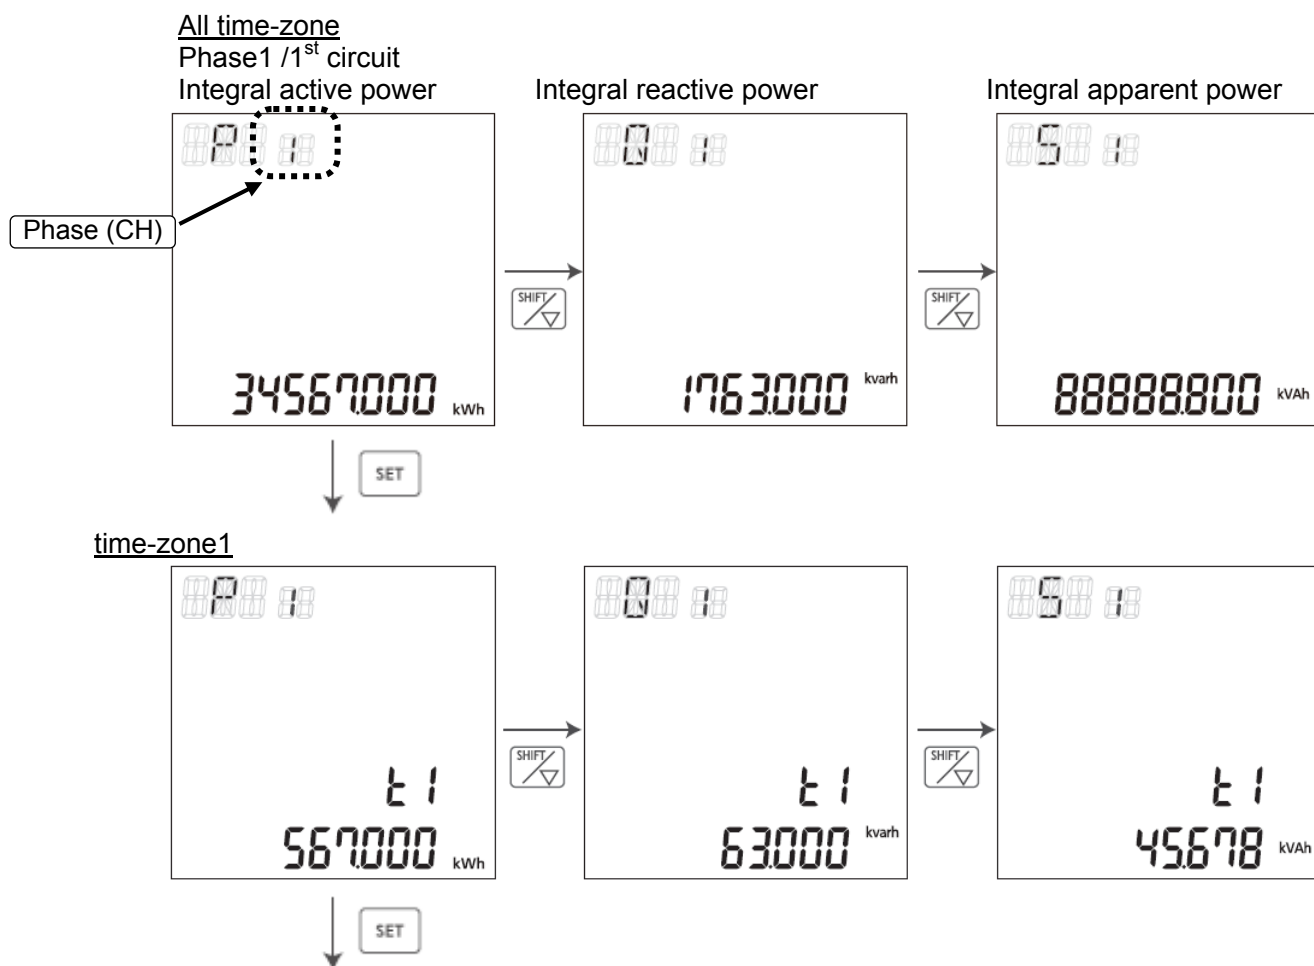 All time-zone
Phase1 /1st circuit
Integral active power
Integral reactive power
Integral apparent power
P 1
Q 1
S 1
Phase (CH)
SHIFT/▽
SHIFT/▽
34567.000 kWh
1763.000 kvarh
88888.800 kVAh
SET
time-zone1
P 1
Q 1
S 1
SHIFT/▽
SHIFT/▽
t1
t1
t1
567.000 kWh
63.000 kvarh
45.678 kVAh
SET